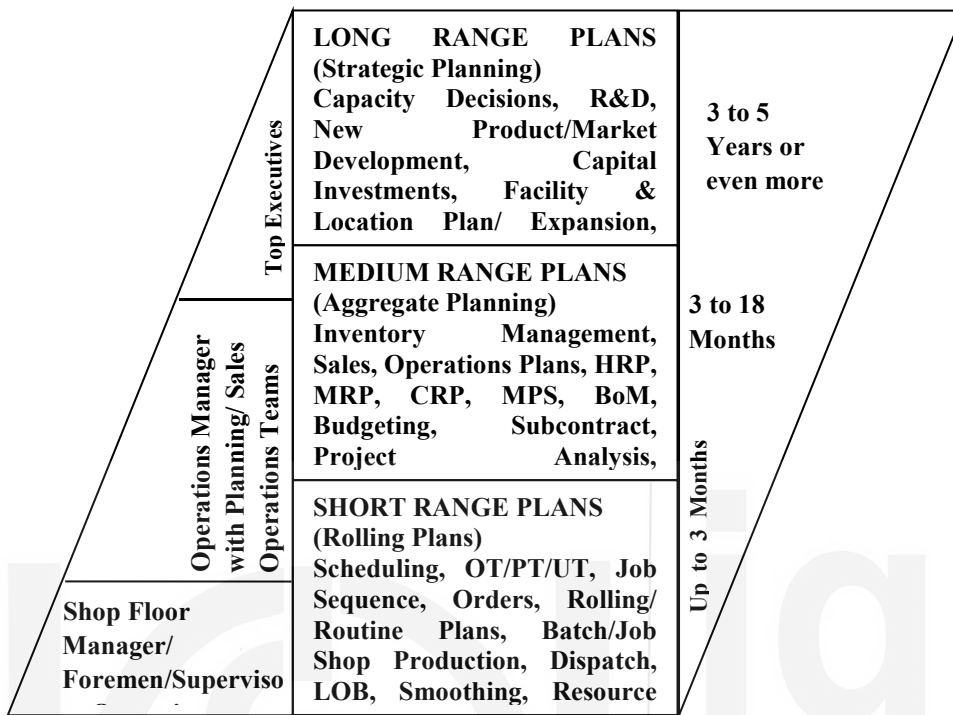 LONG RANGE PLANS
(Strategic Planning)
Capacity Decisions, R&D,
New Product/Market
Development, Capital
Investments, Facility &
Location Plan/ Expansion,
Top Executives
3 to 5
Years or
even more
MEDIUM RANGE PLANS
(Aggregate Planning)
Inventory Management,
Sales, Operations Plans, HRP,
MRP, CRP, MPS, BoM,
Budgeting, Subcontract,
Project Analysis,
Operations Manager
with Planning/ Sales
Operations Teams
3 to 18
Months
SHORT RANGE PLANS
(Rolling Plans)
Scheduling, OT/PT/UT, Job
Sequence, Orders, Rolling/
Routine Plans, Batch/Job
Shop Production, Dispatch,
LOB, Smoothing, Resource
Shop Floor
Manager/
Foremen/Superviso
Up to 3 Months